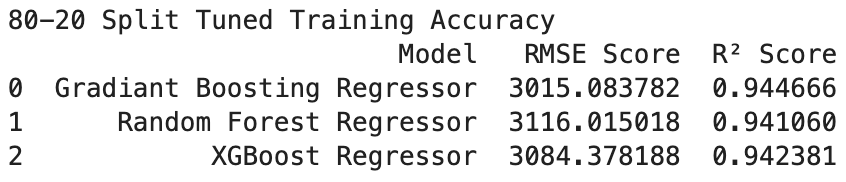 80-20 Split Tuned Training Accuracy
Model RMSE Score R² Score
0 Gradiant Boosting Regressor 3015.083782 0.944666
1 Random Forest Regressor 3116.015018 0.941060
2 XGBoost Regressor 3084.378188 0.942381